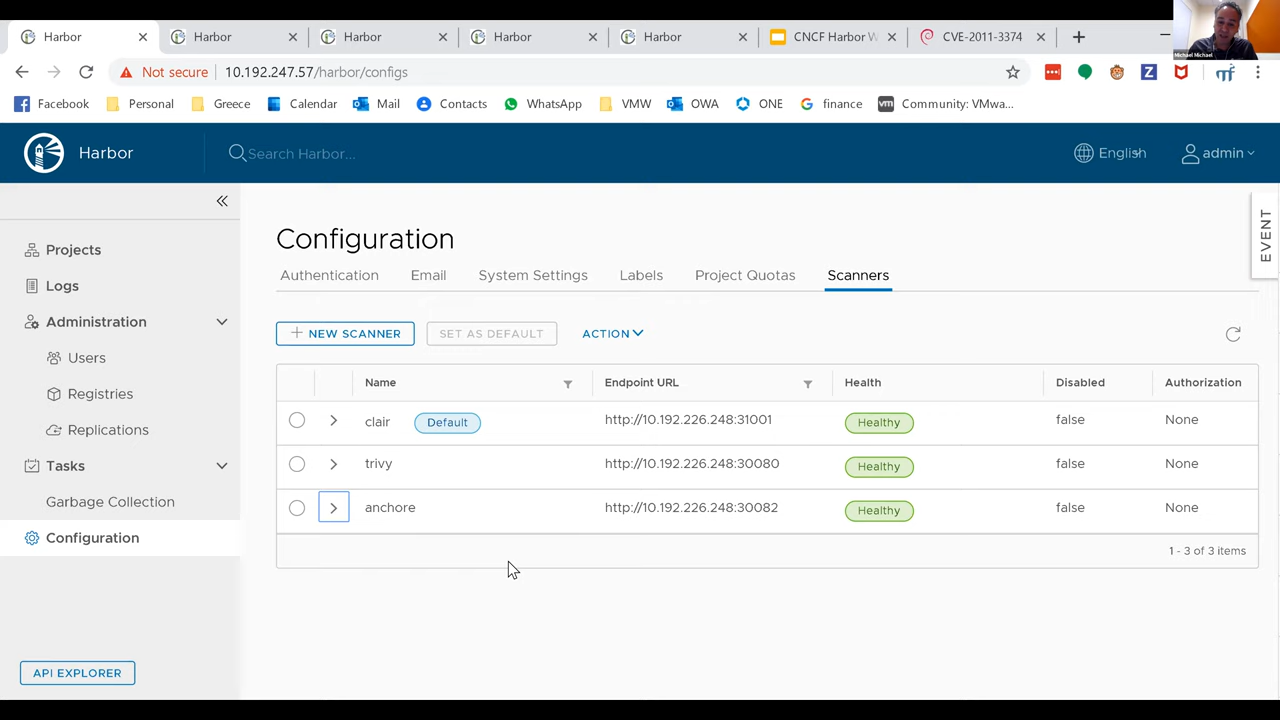 Harbor
Harbor
Harbor
Harbor
Harbor
CNCF Harbor W
CVE-2011-3374
Michael Michael
Not secure
10.192.247.57/harbor/configs
Facebook
Personal
Greece
Calendar
Mail
Contacts
WhatsApp
VMW
OWA
ONE
finance
Community: VMwa...
Harbor
Search Harbor...
English
admin
Projects
Logs
Administration
Users
Registries
Replications
Tasks
Garbage Collection
Configuration
API EXPLORER
EVENT
Configuration
Authentication Email System Settings Labels Project Quotas Scanners
+ NEW SCANNER SET AS DEFAULT ACTION
Name Endpoint URL Health Disabled Authorization
clair Default http://10.192.226.248:31001 Healthy false None
trivy http://10.192.226.248:30080 Healthy false None
anchore http://10.192.226.248:30082 Healthy false None
1 - 3 of 3 items